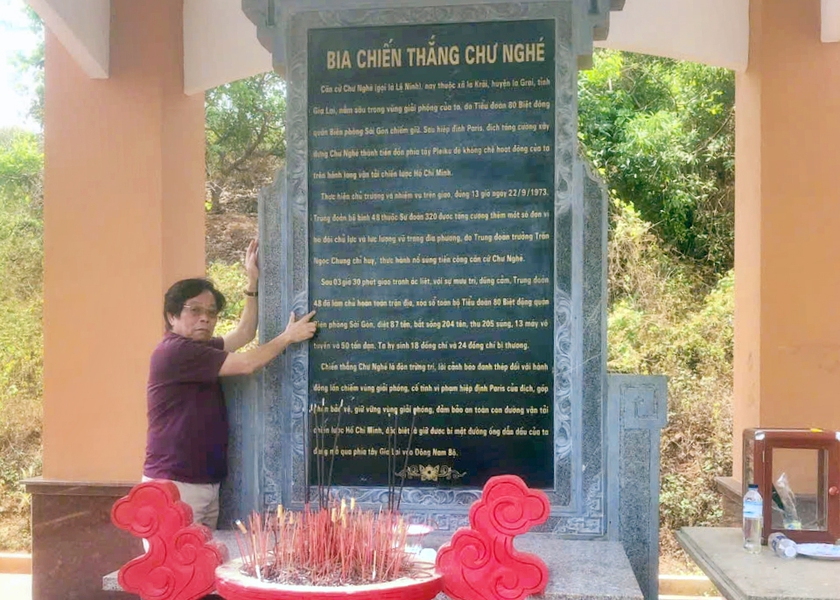 BIA CHIẾN THẮNG CHƯ NGHÉ
Căn cứ Chư Nghé (gọi là Lệ Ninh), nay thuộc xã Ia Krăi, huyện Ia Grai, tỉnh
Gia Lai, nằm sâu trong vùng giải phóng của ta, do Tiểu đoàn 80 Biệt động
quân Biên phòng Sài Gòn chiếm giữ. Sau hiệp định Paris, địch tăng cường xây
dựng Chư Nghé thành tiền đồn phía tây Pleiku để khống chế hoạt động của ta
trên hành lang vận tải chiến lược Hồ Chí Minh.
Thực hiện chủ trương và nhiệm vụ trên giao, đúng 13 giờ ngày 22/9/1973,
Trung đoàn bộ binh 48 thuộc Sư đoàn 320 được tăng cường thêm một số đơn vị
bộ đội chủ lực và lực lượng vũ trang địa phương, do Trung đoàn trưởng Trần
Ngọc Chung chỉ huy, thực hành nổ súng tiến công căn cứ Chư Nghé.
Sau 03 giờ 30 phút giao tranh ác liệt, với sự mưu trí, dũng cảm, Trung đoàn
48 đã làm chủ hoàn toàn trận địa, xóa sổ toàn bộ Tiểu đoàn 80 Biệt động quân
Biên phòng Sài Gòn, diệt 87 tên, bắt sống 204 tên, thu 205 súng, 13 máy vô
tuyến và 50 tấn đạn. Ta hy sinh 18 đồng chí và 24 đồng chí bị thương.
Chiến thắng Chư Nghé là đòn trừng trị, lời cảnh báo đanh thép đối với hành
động lấn chiếm vùng giải phóng, cố tình vi phạm hiệp định Paris của địch, góp
phần bảo vệ, giữ vững vùng giải phóng, đảm bảo an toàn con đường vận tải
chiến lược Hồ Chí Minh, đặc biệt là giữ được bí mật đường ống dẫn dầu của ta
đang mở qua phía tây Gia Lai vào Đông Nam Bộ.